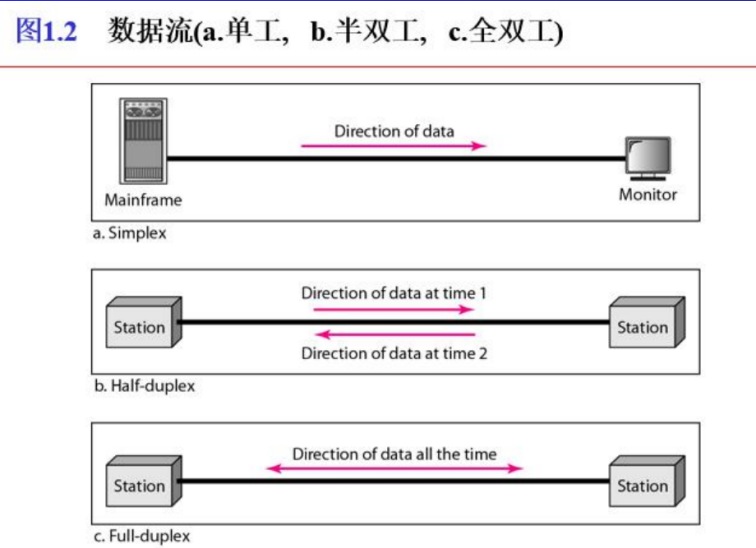 图1.2 数据流(a.单工, b.半双工, c.全双工)
Direction of data
Mainframe
Monitor
a. Simplex
Direction of data at time 1
Station
Station
Direction of data at time 2
b. Half-duplex
Direction of data all the time
Station
Station
c. Full-duplex